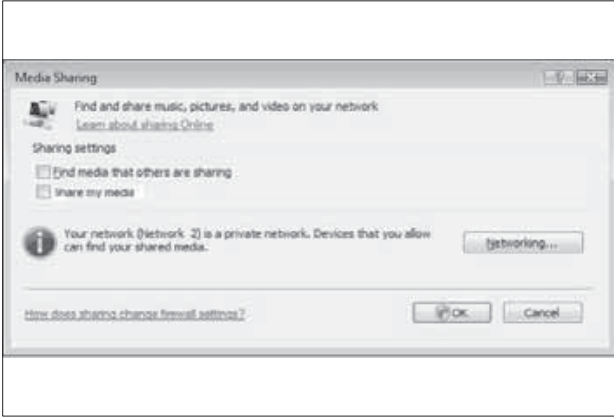 Media Sharing
Find and share music, pictures, and video on your network
Learn about sharing Online
Sharing settings
Find media that others are sharing
Share my media
Your network (Network 2) is a private network. Devices that you allow
can find your shared media.
Networking...
How does sharing change firewall settings?
OK
Cancel